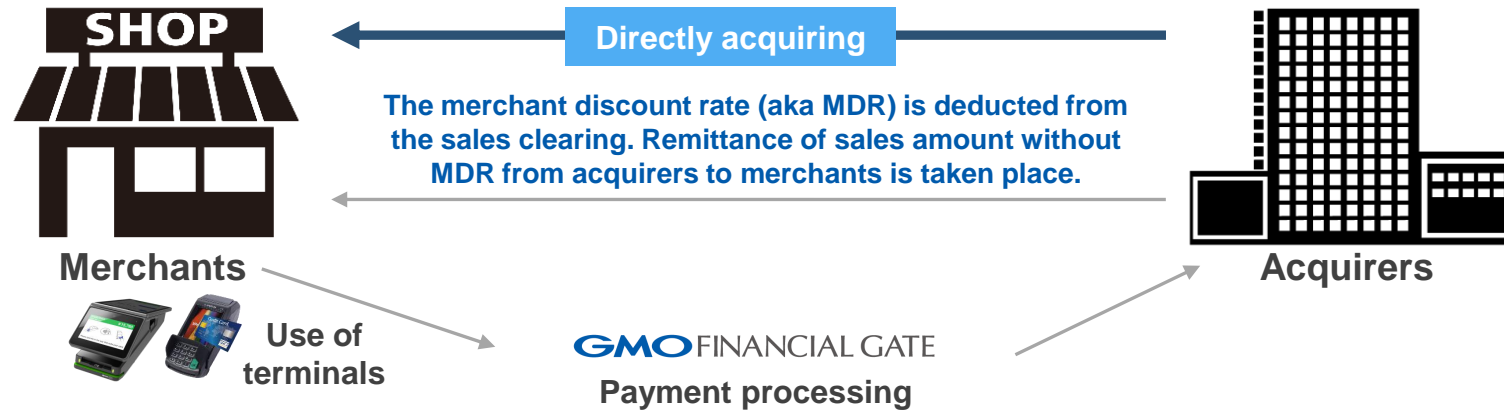 SHOP
Directly acquiring
The merchant discount rate (aka MDR) is deducted from
the sales clearing. Remittance of sales amount without
MDR from acquirers to merchants is taken place.
Merchants
Acquirers
Use of
terminals
GMO FINANCIAL GATE
Payment processing